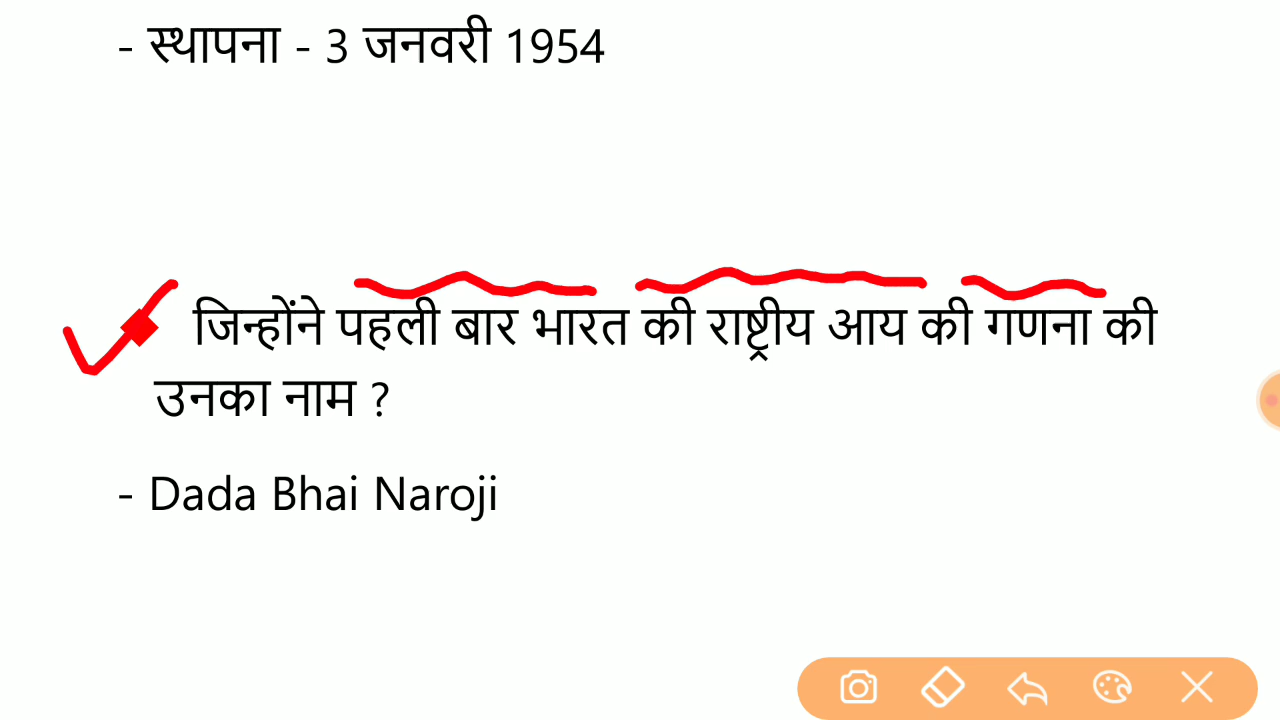 - स्थापना - 3 जनवरी 1954
जिन्होंने पहली बार भारत की राष्ट्रीय आय की गणना की
उनका नाम ?
- Dada Bhai Naroji